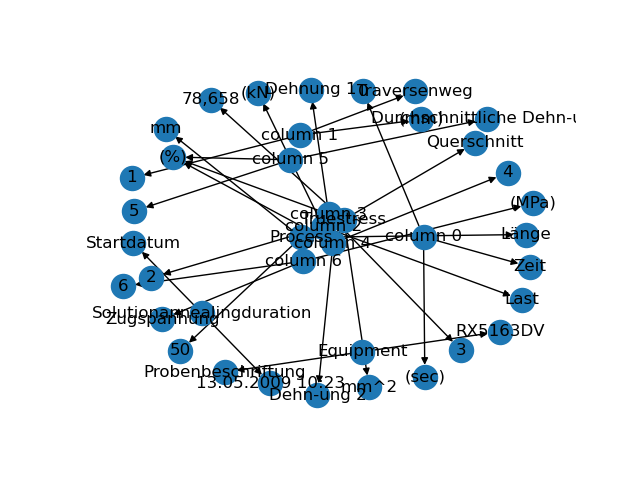 Dehnung 1
0
Traversenweg
(kN)
78,658
(mm)
Durchschnittliche Dehn-u
mm
column 1
Querschnitt
(%)
column 5
1
4
(MPa)
5
column 3
column 2
Process
column 4
column 0
Länge
Startdatum
column 6
Zeit
2
6
Last
Solutionannealingduration
Zugspannung
RX5163DV
50
Equipment
3
Probenbeschriftung
(sec)
13.05.2009 10:23
mm^2
Dehn-ung 2